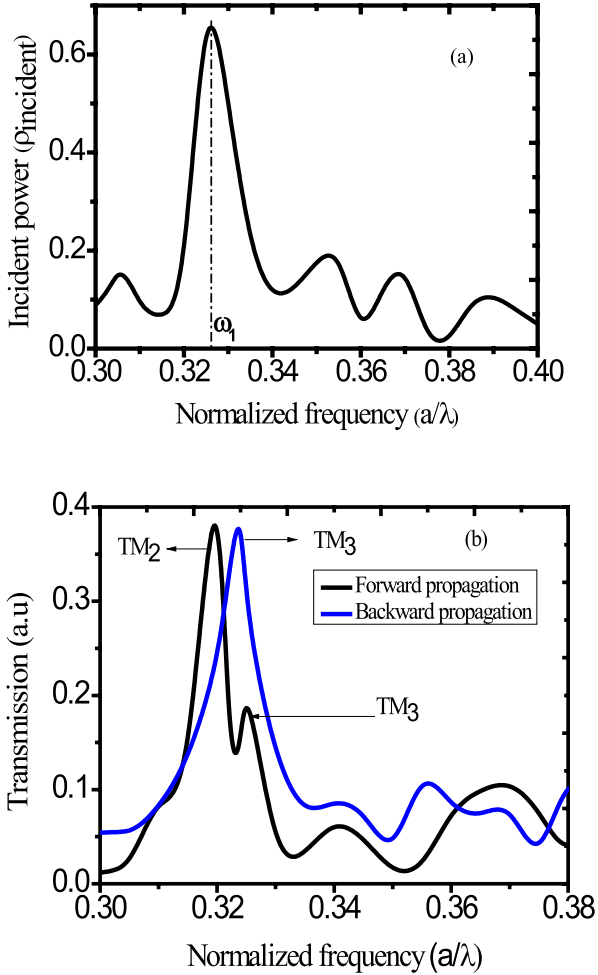 (a)
Incident power (ρincident)
0.6
0.4
0.2
0.0
ω1
0.30 0.32 0.34 0.36 0.38 0.40
Normalized frequency (a/λ)
(b)
Transmission (a.u)
0.4
0.3
0.2
0.1
0.0
TM2
TM3
Forward propagation
Backward propagation
TM3
0.30 0.32 0.34 0.36 0.38
Normalized frequency (a/λ)